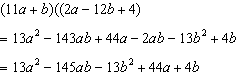 (11a + b)((2a − 12b + 4)
= 13a² − 143ab + 44a − 2ab − 13b² + 4b
= 13a² − 145ab − 13b² + 44a + 4b